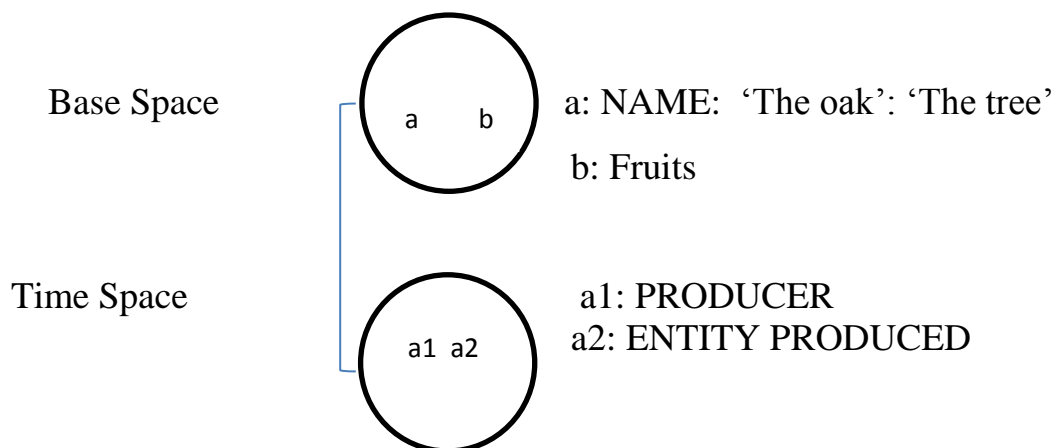 Base Space
a b
a: NAME: ‘The oak’: ‘The tree’
b: Fruits
Time Space
a1 a2
a1: PRODUCER
a2: ENTITY PRODUCED